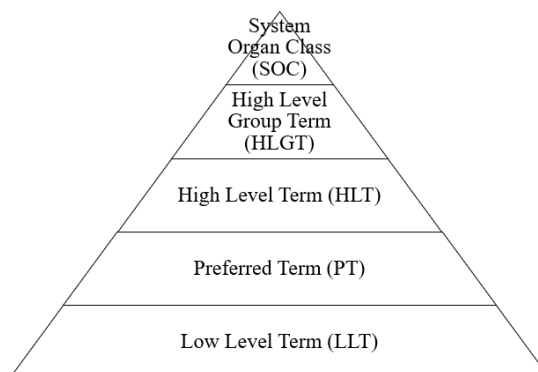 System
Organ Class
(SOC)
High Level
Group Term
(HLGT)
High Level Term (HLT)
Preferred Term (PT)
Low Level Term (LLT)